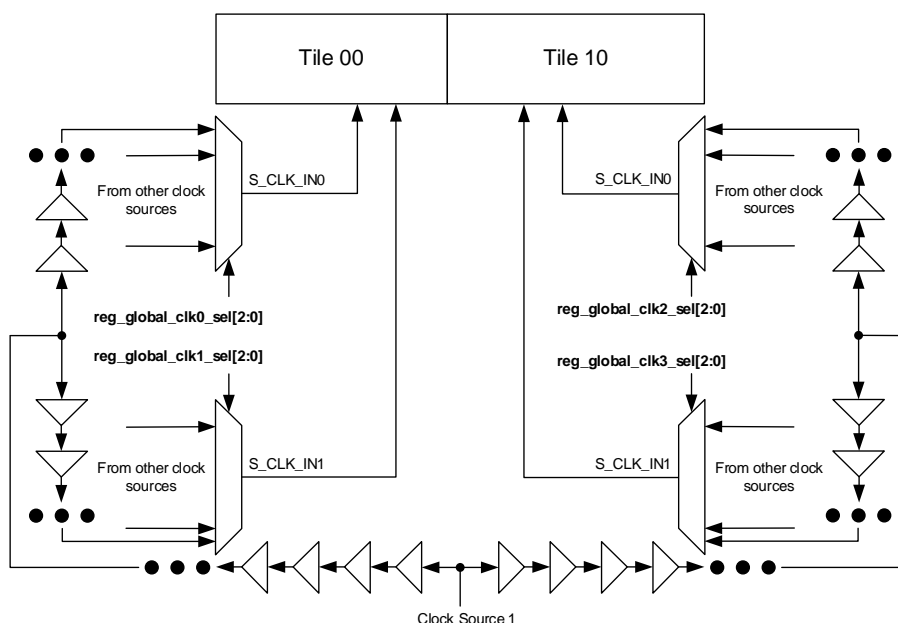 Tile 00
Tile 10
S_CLK_IN0
S_CLK_IN0
From other clock
sources
From other clock
sources
reg_global_clk0_sel[2:0]
reg_global_clk2_sel[2:0]
reg_global_clk1_sel[2:0]
reg_global_clk3_sel[2:0]
S_CLK_IN1
S_CLK_IN1
From other clock
sources
From other clock
sources
Clock Source 1